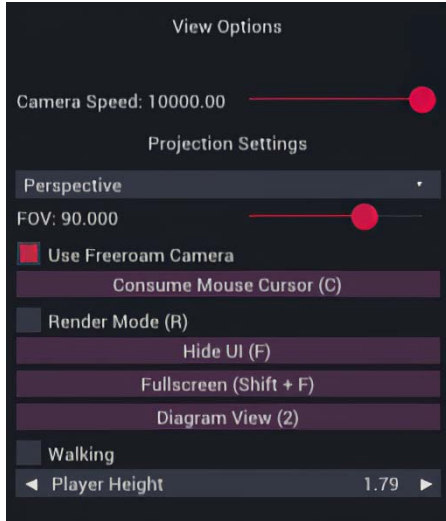 View Options
Camera Speed: 10000.00
Projection Settings
Perspective
FOV: 90.000
Use Freeroam Camera
Consume Mouse Cursor (C)
Render Mode (R)
Hide UI (F)
Fullscreen (Shift + F)
Diagram View (2)
Walking
Player Height 1.79